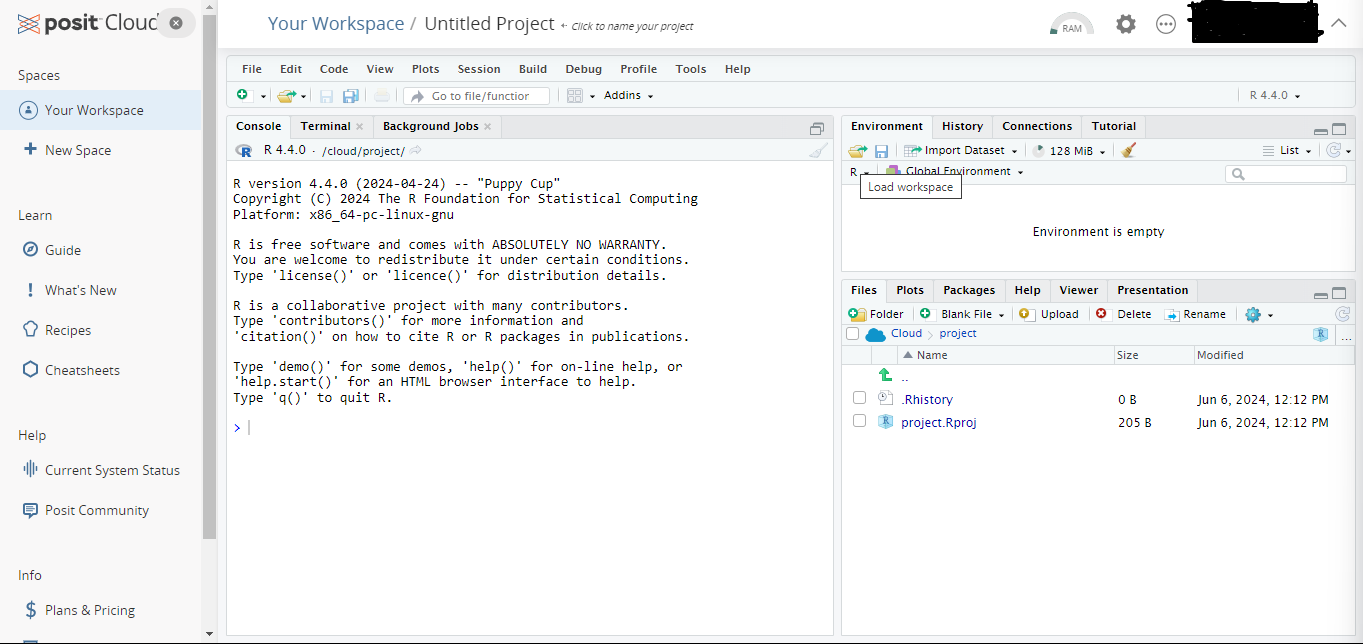 posit Cloud
Spaces
Your Workspace
New Space
Learn
Guide
What's New
Recipes
Cheatsheets
Help
Current System Status
Posit Community
Info
Plans & Pricing
Your Workspace / Untitled Project ← Click to name your project
RAM
File Edit Code View Plots Session Build Debug Profile Tools Help
Go to file/function
Addins
R 4.4.0
Console Terminal Background Jobs
R 4.4.0 · /cloud/project/
R version 4.4.0 (2024-04-24) -- "Puppy Cup"
Copyright (C) 2024 The R Foundation for Statistical Computing
Platform: x86_64-pc-linux-gnu
R is free software and comes with ABSOLUTELY NO WARRANTY.
You are welcome to redistribute it under certain conditions.
Type 'license()' or 'licence()' for distribution details.
R is a collaborative project with many contributors.
Type 'contributors()' for more information and
'citation()' on how to cite R or R packages in publications.
Type 'demo()' for some demos, 'help()' for on-line help, or
'help.start()' for an HTML browser interface to help.
Type 'q()' to quit R.
>
Environment History Connections Tutorial
Import Dataset 128 MiB List
R Global Environment
Load workspace
Environment is empty
Files Plots Packages Help Viewer Presentation
Folder Blank File Upload Delete Rename
Cloud project ...
Name Size Modified
..
.Rhistory 0 B Jun 6, 2024, 12:12 PM
project.Rproj 205 B Jun 6, 2024, 12:12 PM